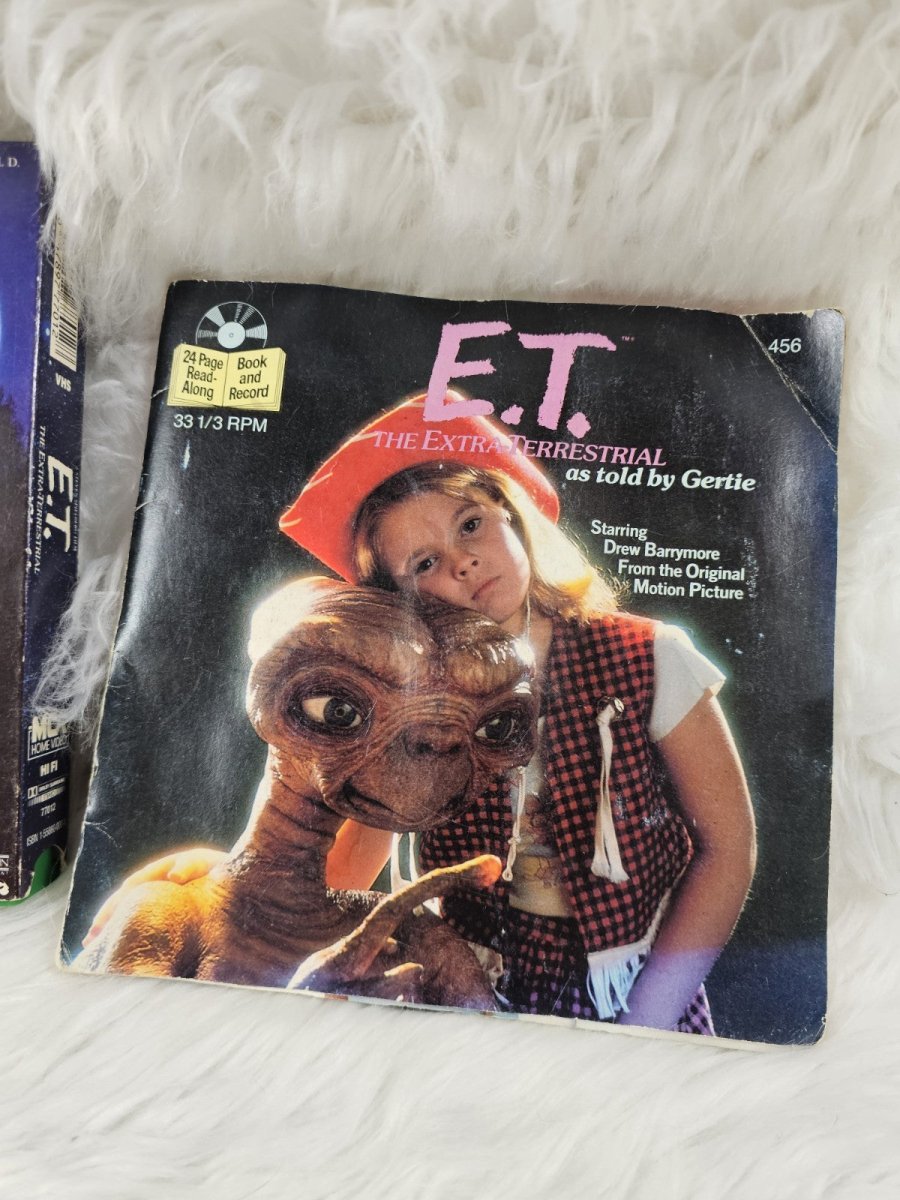 24 Page
Read-
Along
Book
and
Record
33 1/3 RPM
E.T.
THE EXTRA-TERRESTRIAL
as told by Gertie
Starring
Drew Barrymore
From the Original
Motion Picture
456
VHS
E.T.
THE EXTRA-TERRESTRIAL
HOME VIDEO
HI FI
77012